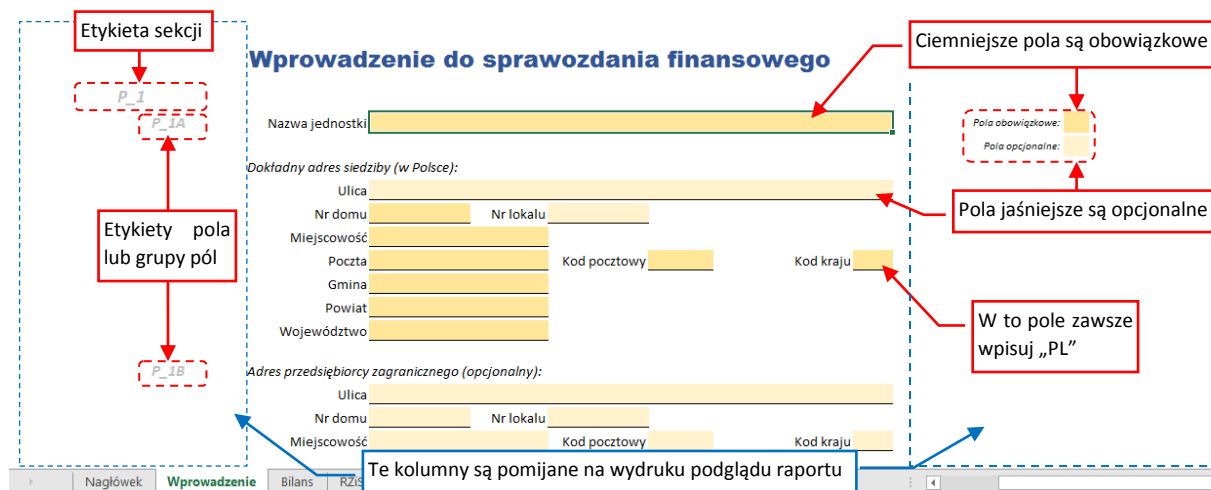 Etykieta sekcji
Ciemniejsze pola są obowiązkowe
Wprowadzenie do sprawozdania finansowego
P_1
P_1A
Nazwa jednostki
Pola obowiązkowe:
Pola opcjonalne:
Dokładny adres siedziby (w Polsce):
Ulica
Pola jaśniejsze są opcjonalne
Nr domu Nr lokalu
Etykiety pola
lub grupy pól
Miejscowość
Poczta Kod pocztowy Kod kraju
Gmina
Powiat
Województwo
W to pole zawsze
wpisuj „PL”
P_1B
Adres przedsiębiorcy zagranicznego (opcjonalny):
Ulica
Nr domu Nr lokalu
Miejscowość Kod pocztowy Kod kraju
Te kolumny są pomijane na wydruku podglądu raportu
Nagłówek Wprowadzenie Bilans RZiS